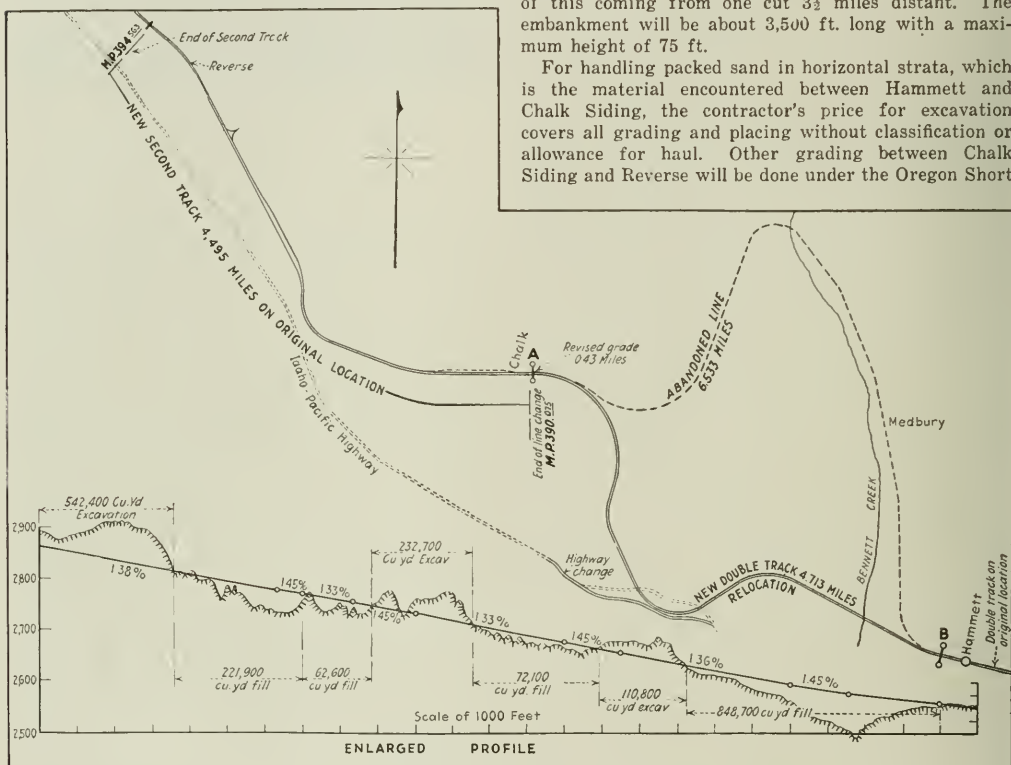 of this coming from one cut 3½ miles distant. The
embankment will be about 3,500 ft. long with a maxi-
mum height of 75 ft.
For handling packed sand in horizontal strata, which
is the material encountered between Hammett and
Chalk Siding, the contractor's price for excavation
covers all grading and placing without classification or
allowance for haul. Other grading between Chalk
Siding and Reverse will be done under the Oregon Short
M.P.394.563
End of Second Track
Reverse
NEW SECOND TRACK 4,495 MILES ON ORIGINAL LOCATION
Idaho-Pacific Highway
Chalk
A
Revised grade
0.43 Miles
End of line change
M.P.390.075
ABANDONED LINE
6.533 MILES
Medbury
BENNETT CREEK
Highway
change
NEW DOUBLE TRACK 4.713 MILES
RELOCATION
B
Hammett
Double track on
original location
542,400 Cu.Yd
Excavation
232,700
Cu yd Excav
2,900
2,800
2,700
2,600
2,500
1.38%
1.45%
1.33%
1.45%
1.33%
1.45%
1.36%
1.45%
221,900
cu. yd fill
62,600
cu yd fill
72,100
cu yd. fill
110,800
cu yd excav
848,700 cu yd fill
Scale of 1000 Feet
ENLARGED PROFILE